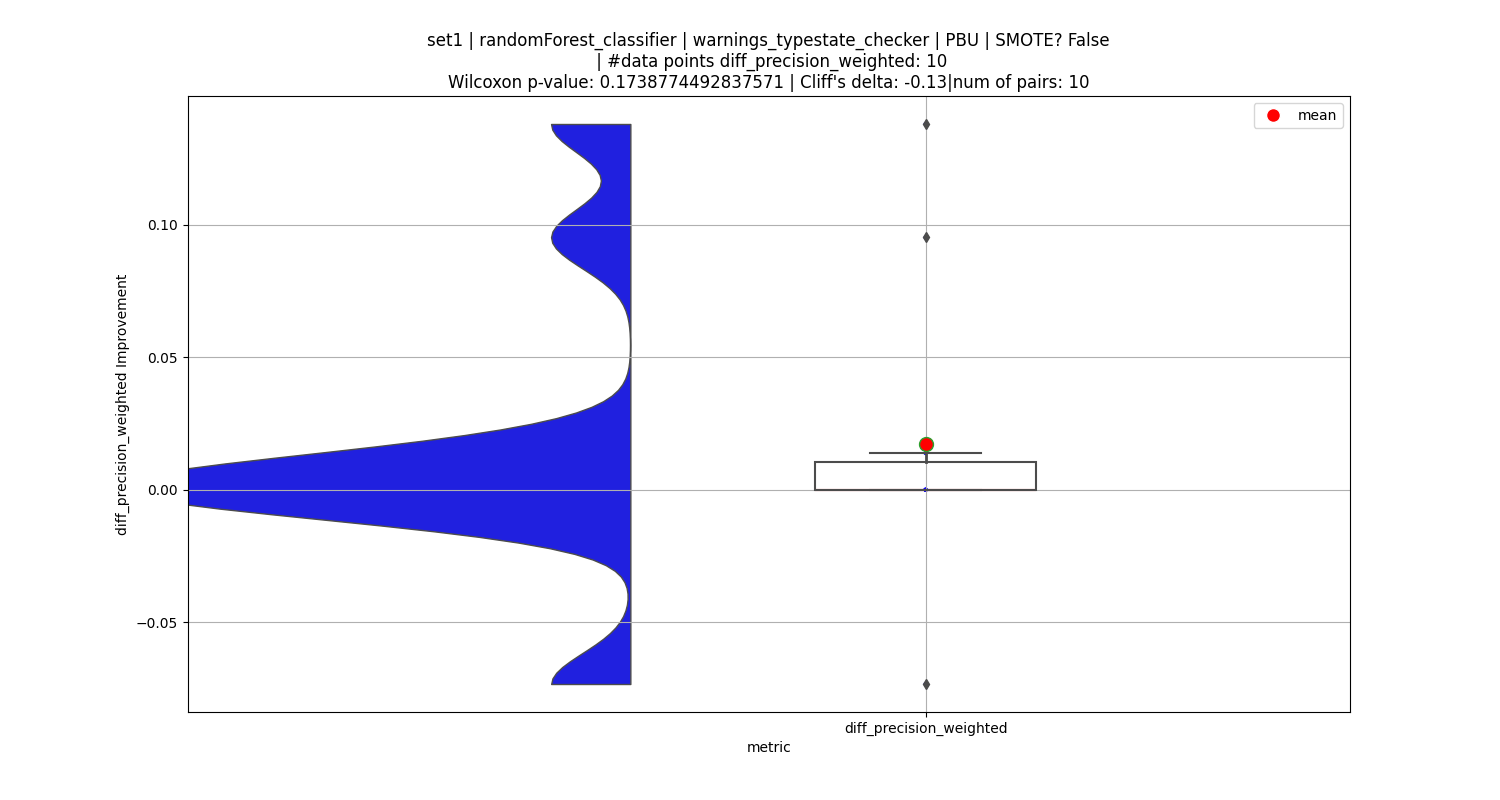 set1 | randomForest_classifier | warnings_typestate_checker | PBU | SMOTE? False
| #data points diff_precision_weighted: 10
Wilcoxon p-value: 0.1738774492837571 | Cliff's delta: -0.13|num of pairs: 10
mean
0.10
0.05
0.00
−0.05
diff_precision_weighted Improvement
diff_precision_weighted
metric